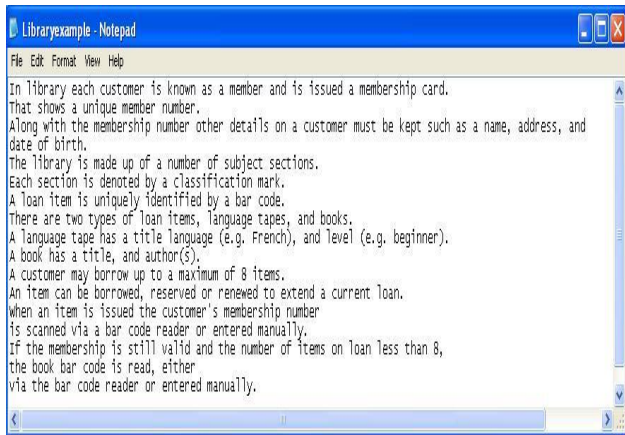 Libraryexample - Notepad
File Edit Format View Help
In library each customer is known as a member and is issued a membership card.
That shows a unique member number.
Along with the membership number other details on a customer must be kept such as a name, address, and
date of birth.
The library is made up of a number of subject sections.
Each section is denoted by a classification mark.
A loan item is uniquely identified by a bar code.
There are two types of loan items, language tapes, and books.
A language tape has a title language (e.g. French), and level (e.g. beginner).
A book has a title, and author(s).
A customer may borrow up to a maximum of 8 items.
An item can be borrowed, reserved or renewed to extend a current loan.
When an item is issued the customer's membership number
is scanned via a bar code reader or entered manually.
If the membership is still valid and the number of items on loan less than 8,
the book bar code is read, either
via the bar code reader or entered manually.